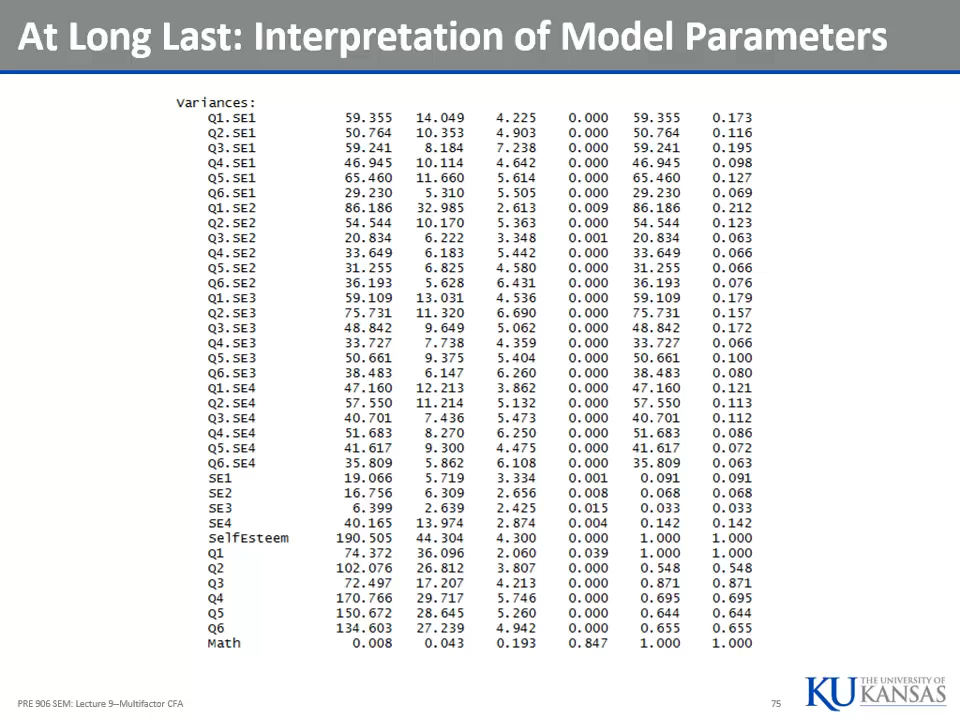 At Long Last: Interpretation of Model Parameters
Variances:
Q1.SE1 59.355 14.049 4.225 0.000 59.355 0.173
Q2.SE1 50.764 10.353 4.903 0.000 50.764 0.116
Q3.SE1 59.241 8.184 7.238 0.000 59.241 0.195
Q4.SE1 46.945 10.114 4.642 0.000 46.945 0.098
Q5.SE1 65.460 11.660 5.614 0.000 65.460 0.127
Q6.SE1 29.230 5.310 5.505 0.000 29.230 0.069
Q1.SE2 86.186 32.985 2.613 0.009 86.186 0.212
Q2.SE2 54.544 10.170 5.363 0.000 54.544 0.123
Q3.SE2 20.834 6.222 3.348 0.001 20.834 0.063
Q4.SE2 33.649 6.183 5.442 0.000 33.649 0.066
Q5.SE2 31.255 6.825 4.580 0.000 31.255 0.066
Q6.SE2 36.193 5.628 6.431 0.000 36.193 0.076
Q1.SE3 59.109 13.031 4.536 0.000 59.109 0.179
Q2.SE3 75.731 11.320 6.690 0.000 75.731 0.157
Q3.SE3 48.842 9.649 5.062 0.000 48.842 0.172
Q4.SE3 33.727 7.738 4.359 0.000 33.727 0.066
Q5.SE3 50.661 9.375 5.404 0.000 50.661 0.100
Q6.SE3 38.483 6.147 6.260 0.000 38.483 0.080
Q1.SE4 47.160 12.213 3.862 0.000 47.160 0.121
Q2.SE4 57.550 11.214 5.132 0.000 57.550 0.113
Q3.SE4 40.701 7.436 5.473 0.000 40.701 0.112
Q4.SE4 51.683 8.270 6.250 0.000 51.683 0.086
Q5.SE4 41.617 9.300 4.475 0.000 41.617 0.072
Q6.SE4 35.809 5.862 6.108 0.000 35.809 0.063
SE1 19.066 5.719 3.334 0.001 0.091 0.091
SE2 16.756 6.309 2.656 0.008 0.068 0.068
SE3 6.399 2.639 2.425 0.015 0.033 0.033
SE4 40.165 13.974 2.874 0.004 0.142 0.142
SelfEsteem 190.505 44.304 4.300 0.000 1.000 1.000
Q1 74.372 36.096 2.060 0.039 1.000 1.000
Q2 102.076 26.812 3.807 0.000 0.548 0.548
Q3 72.497 17.207 4.213 0.000 0.871 0.871
Q4 170.766 29.717 5.746 0.000 0.695 0.695
Q5 150.672 28.645 5.260 0.000 0.644 0.644
Q6 134.603 27.239 4.942 0.000 0.655 0.655
Math 0.008 0.043 0.193 0.847 1.000 1.000
PRE 906 SEM: Lecture 9--Multifactor CFA
75
KU THE UNIVERSITY OF
KANSAS